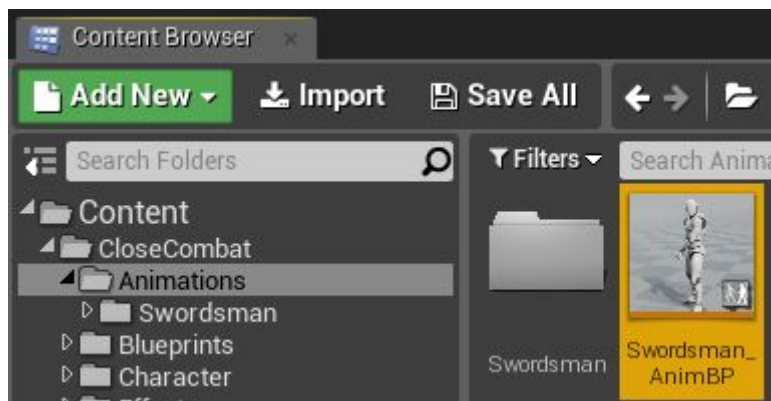 Content Browser
Add New
Import
Save All
Search Folders
Filters
Search Anima
Content
CloseCombat
Animations
Swordsman
Blueprints
Character
Swordsman
Swordsman_
AnimBP